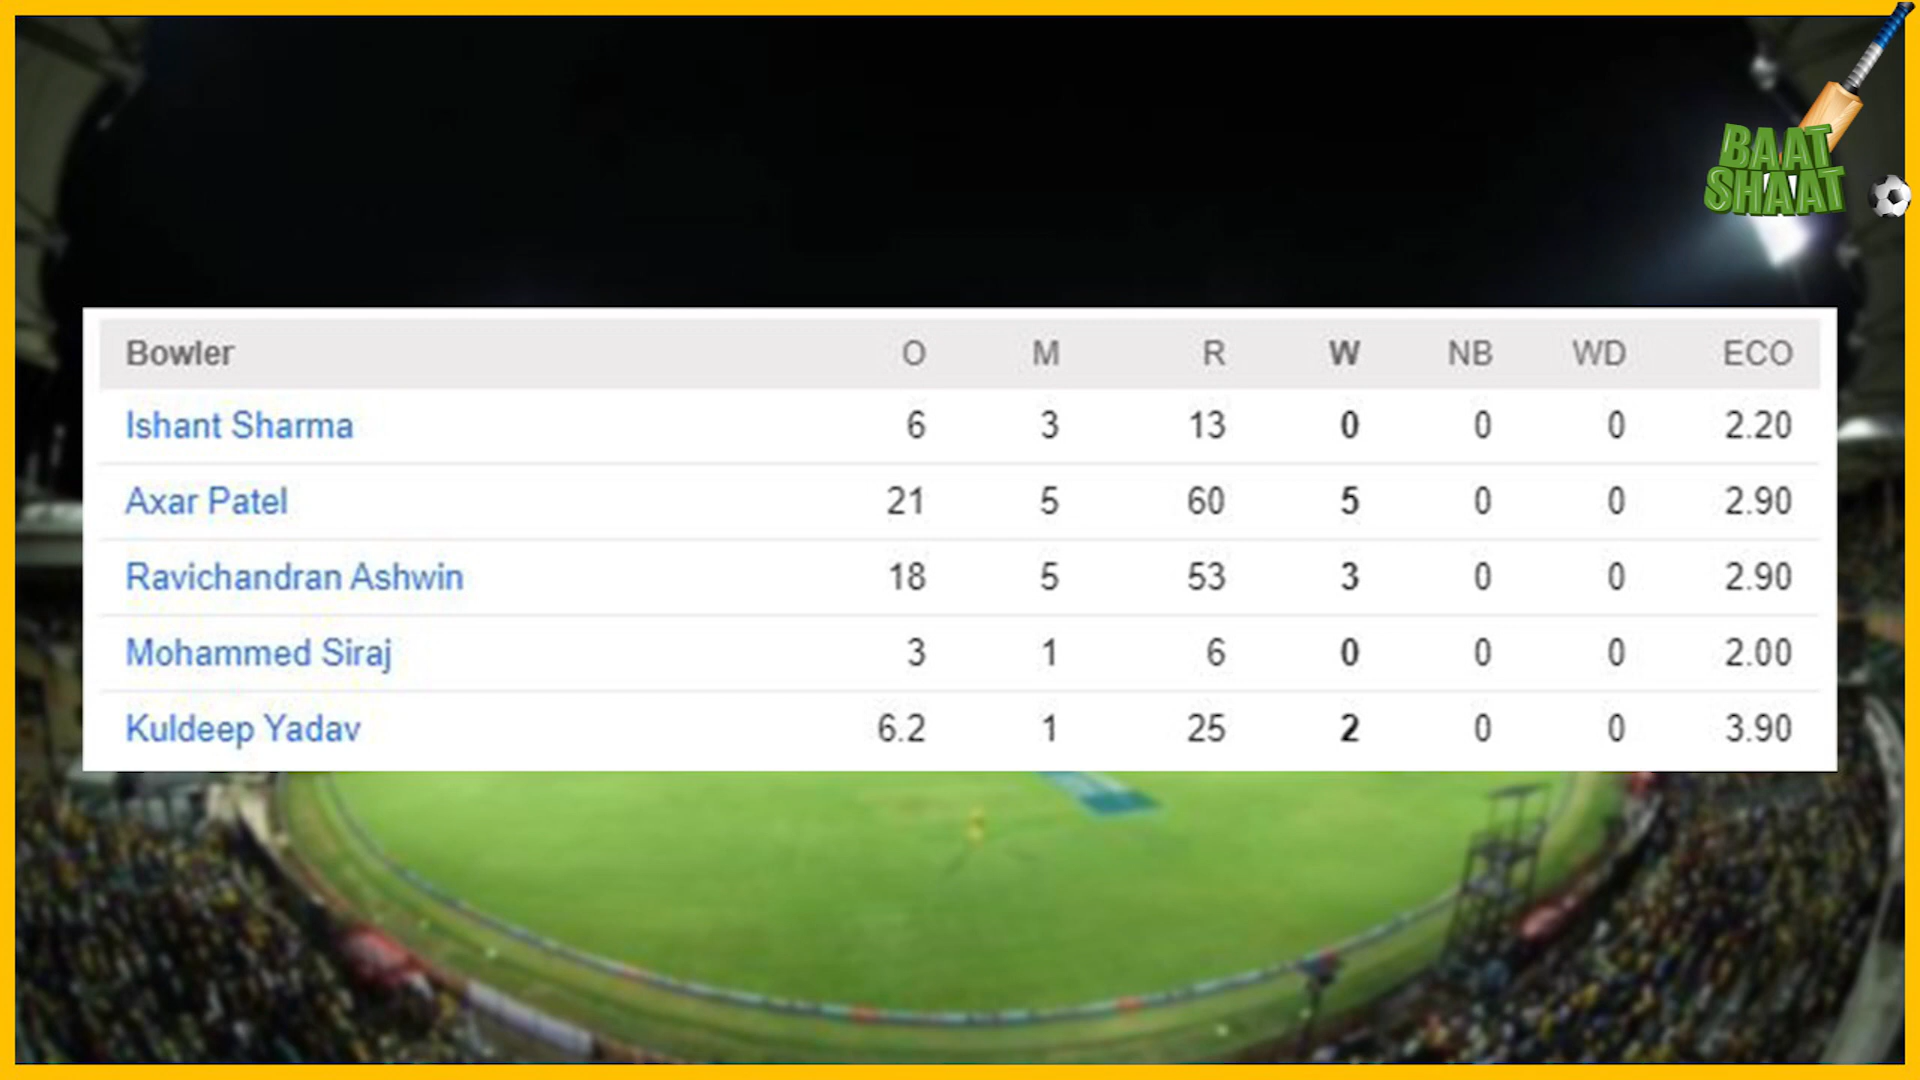 BAAT
SHAAT
Bowler O M R W NB WD ECO
Ishant Sharma 6 3 13 0 0 0 2.20
Axar Patel 21 5 60 5 0 0 2.90
Ravichandran Ashwin 18 5 53 3 0 0 2.90
Mohammed Siraj 3 1 6 0 0 0 2.00
Kuldeep Yadav 6.2 1 25 2 0 0 3.90